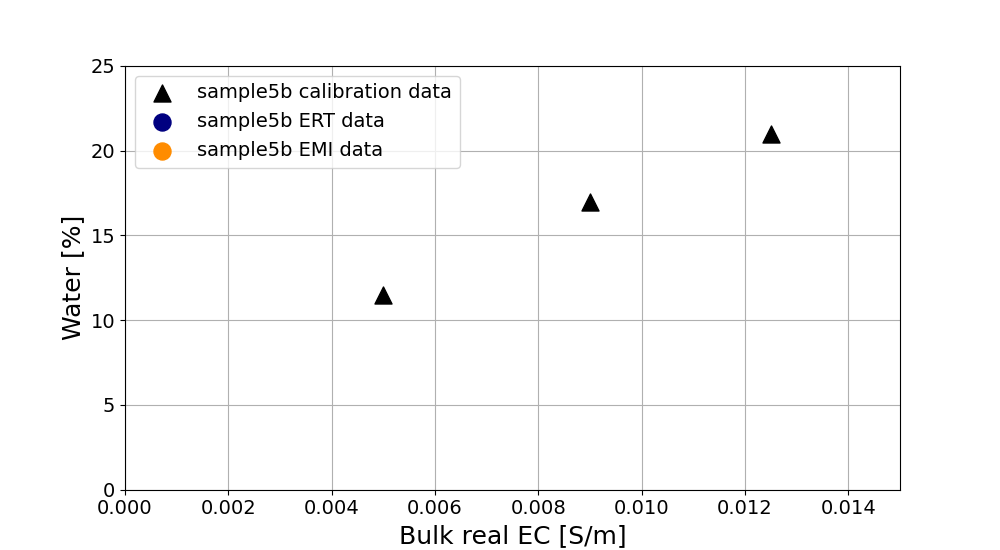 25
20
15
10
5
0
Water [%]
sample5b calibration data
sample5b ERT data
sample5b EMI data
0.000 0.002 0.004 0.006 0.008 0.010 0.012 0.014
Bulk real EC [S/m]